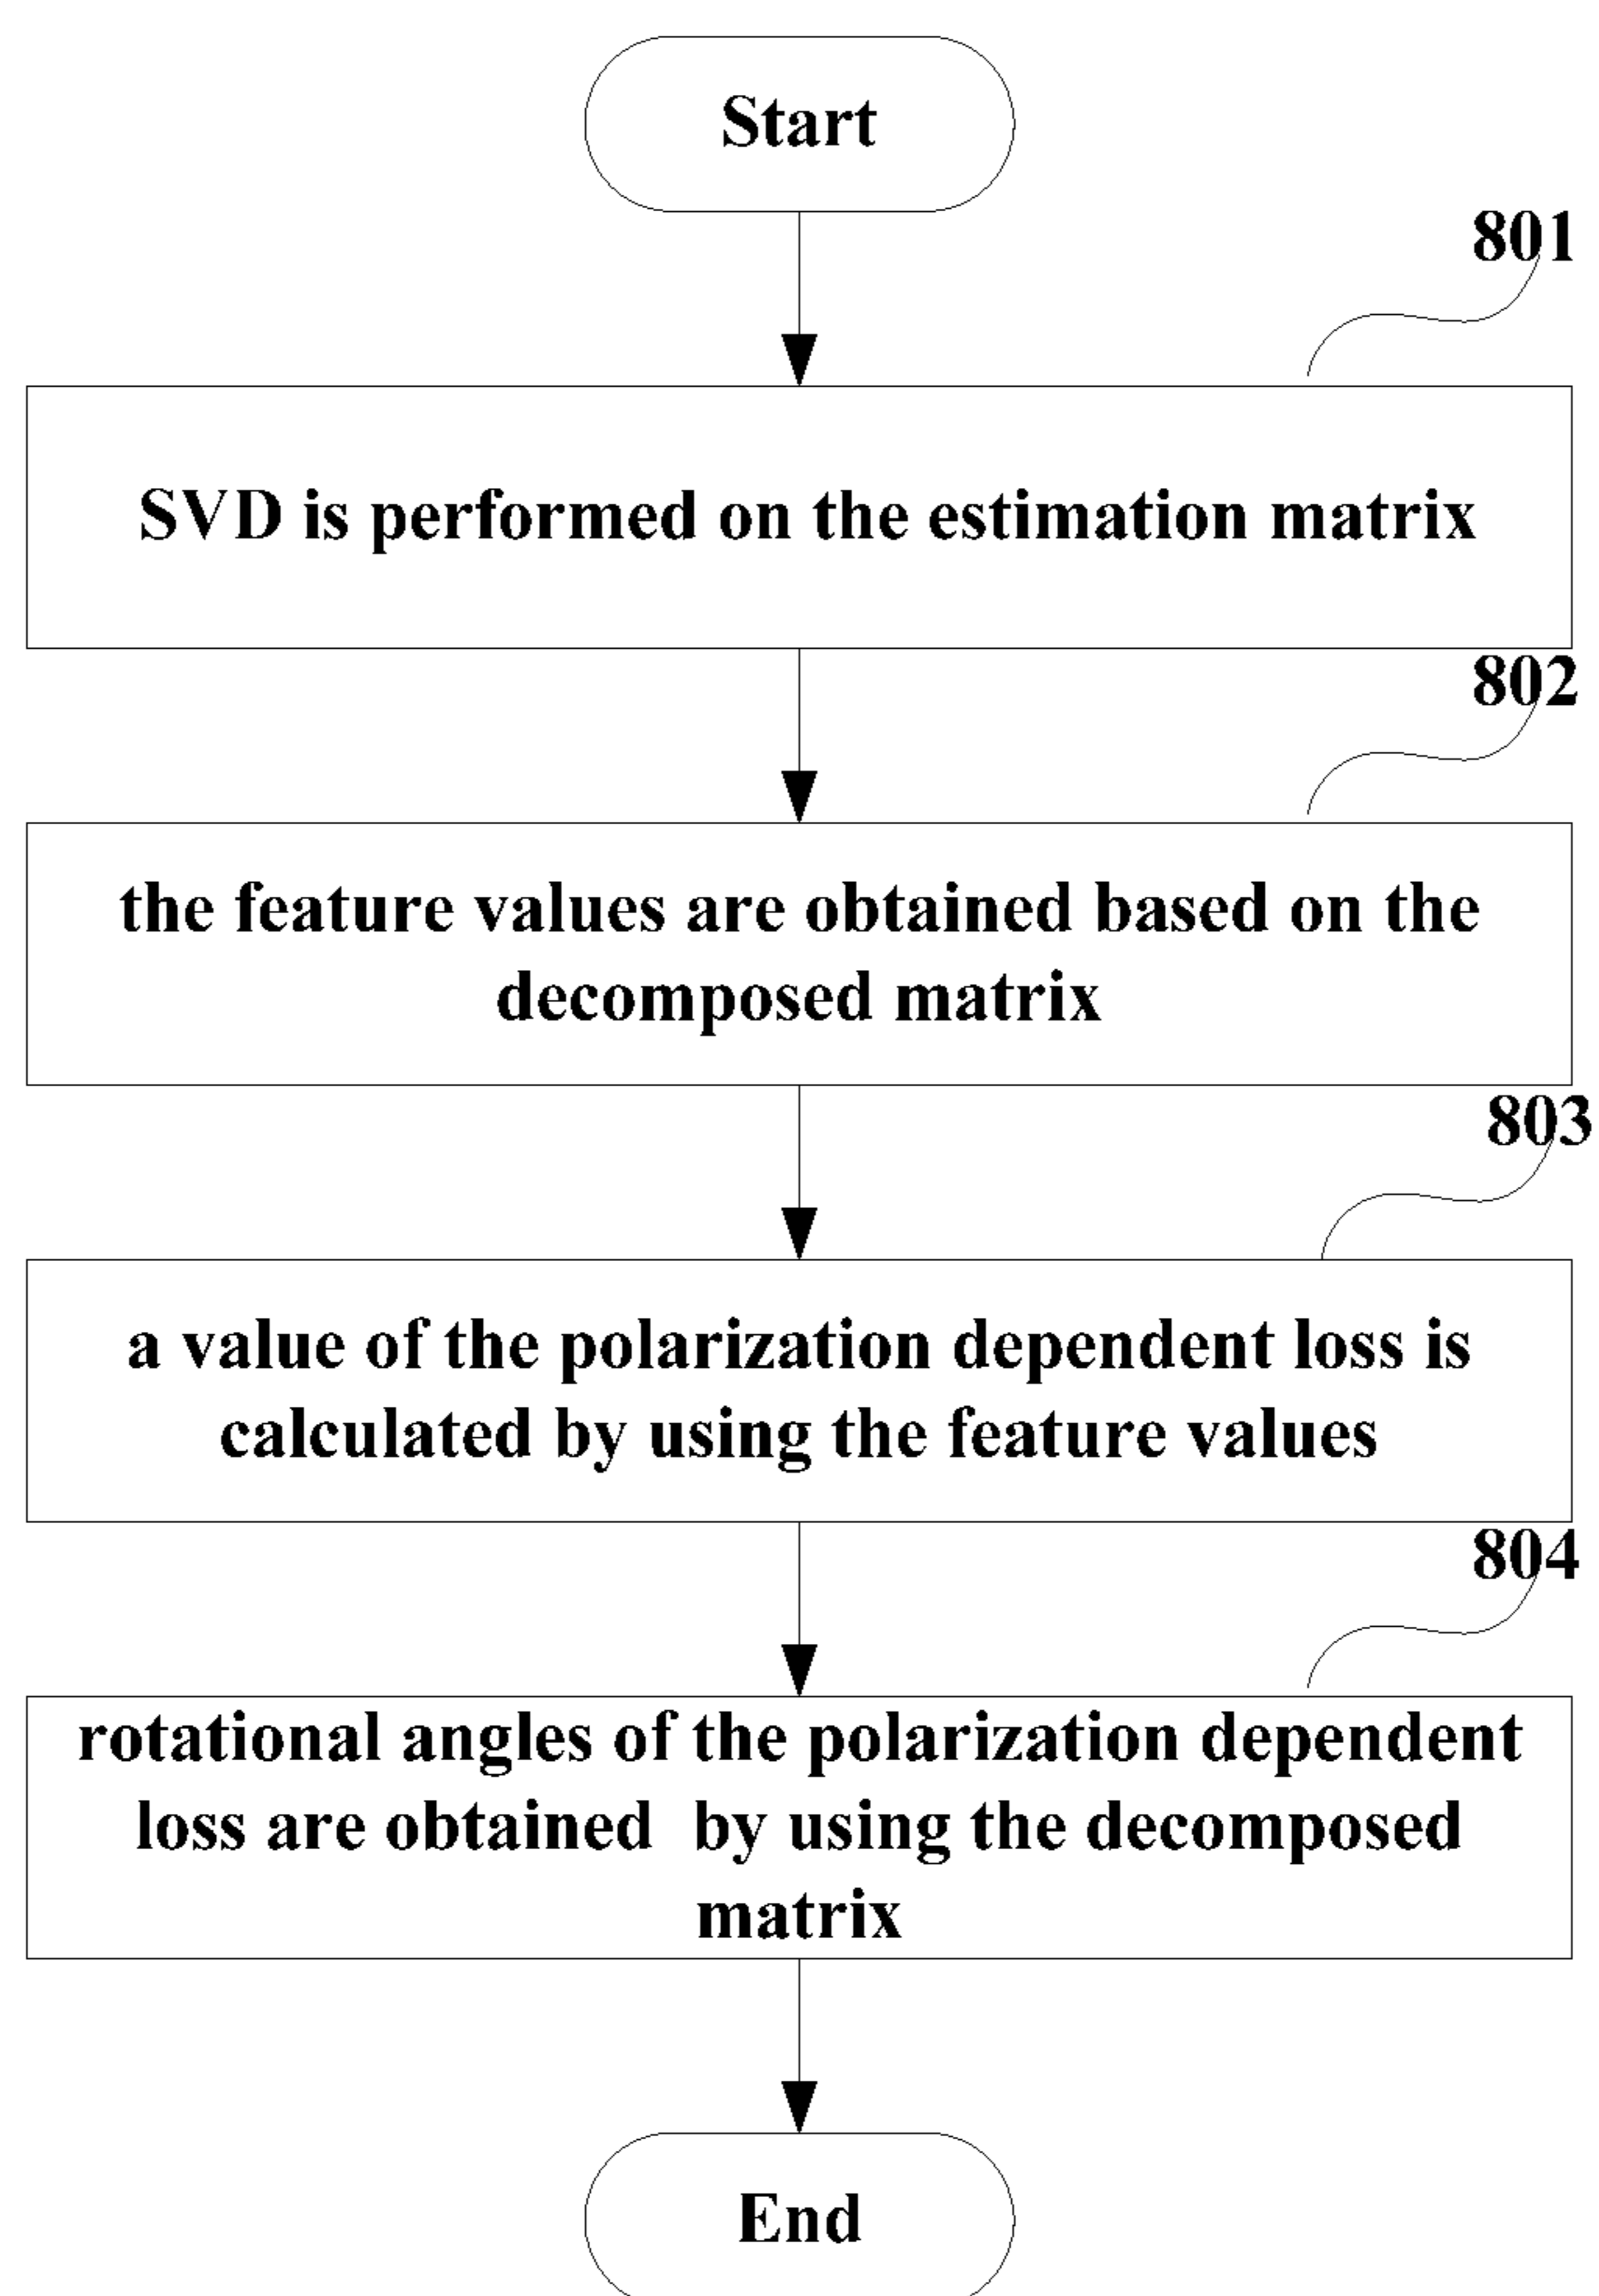 Start
801
SVD is performed on the estimation matrix
802
the feature values are obtained based on the
decomposed matrix
803
a value of the polarization dependent loss is
calculated by using the feature values
804
rotational angles of the polarization dependent
loss are obtained  by using the decomposed
matrix
End